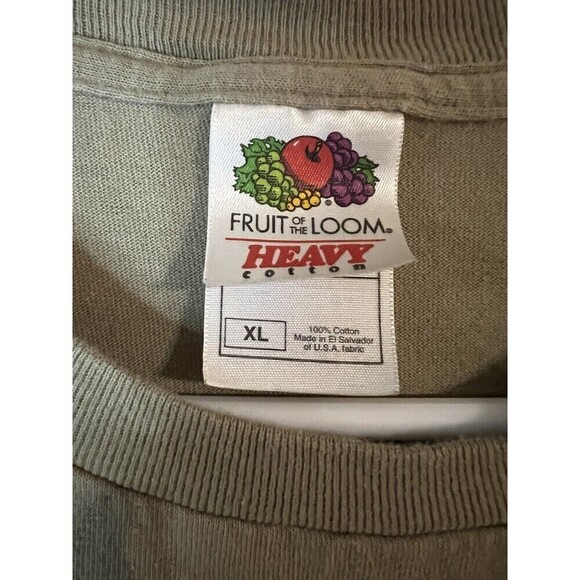 FRUIT OF THE LOOM®
HEAVY
cotton
XL
100% Cotton
Made in El Salvador
of U.S.A. fabric